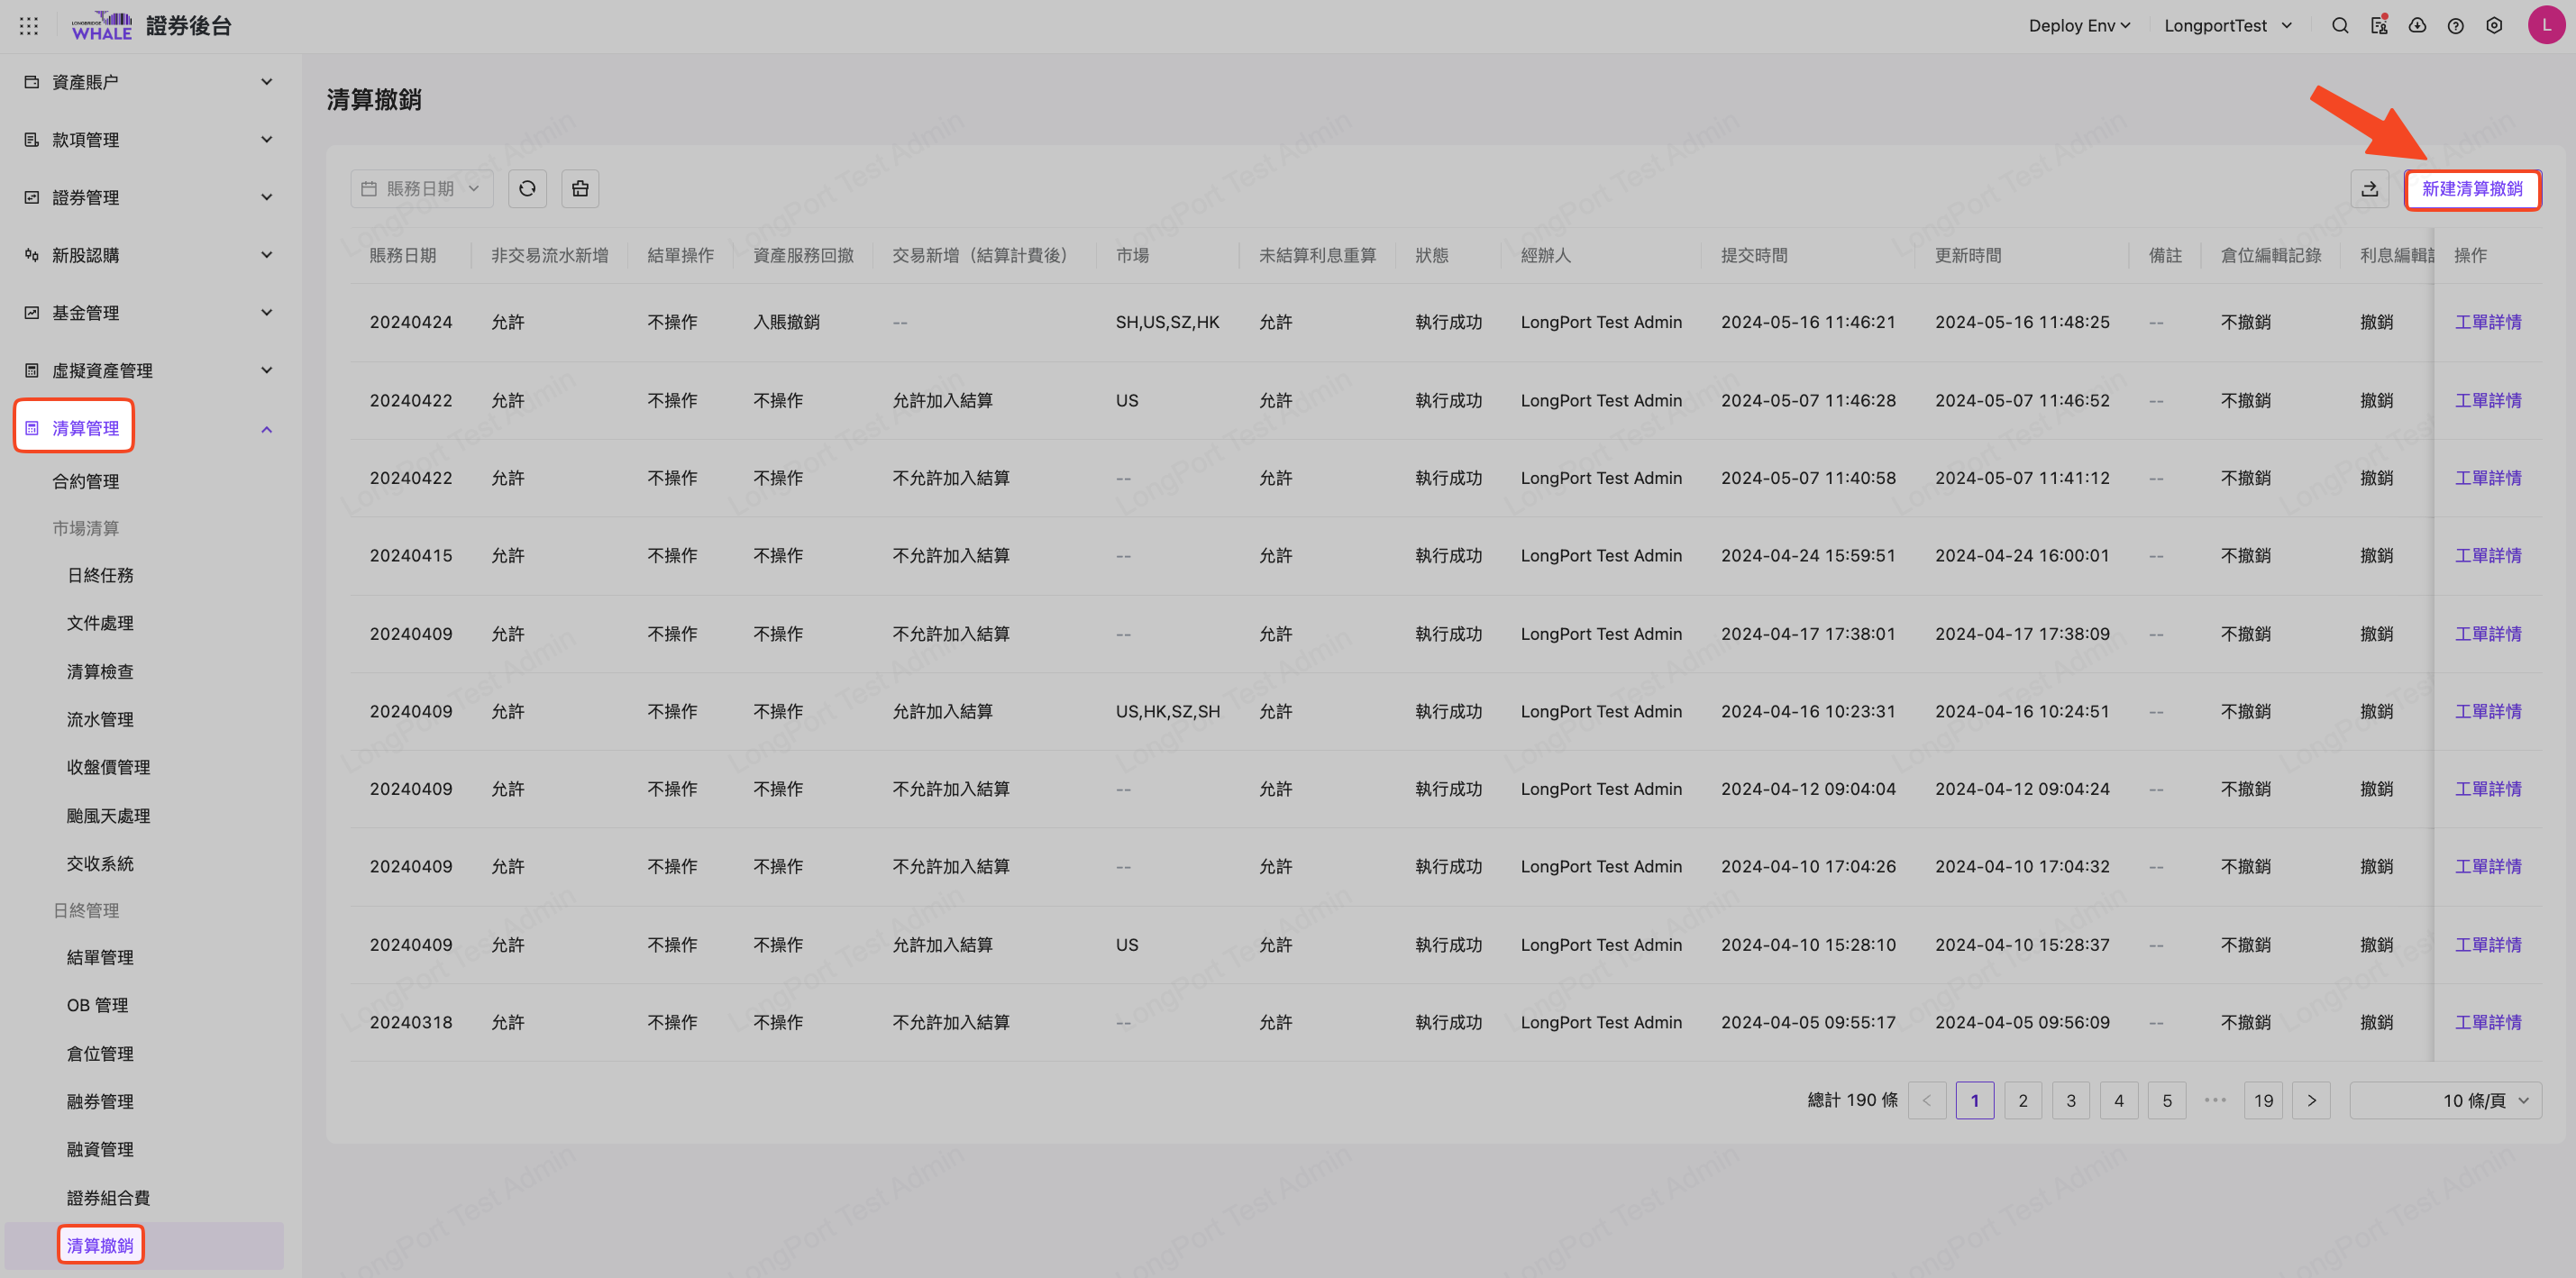 LONGBRIDGE
WHALE 證券後台 Deploy Env LongportTest L
資產賬户
款項管理
證券管理
新股認購
基金管理
虛擬資產管理
清算管理
合約管理
市場清算
日終任務
文件處理
清算檢查
流水管理
收盤價管理
颱風天處理
交收系統
日終管理
結單管理
OB 管理
倉位管理
融券管理
融資管理
證券組合費
清算撤銷
清算撤銷
賬務日期 新建清算撤銷
賬務日期 非交易流水新增 結單操作 資產服務回撤 交易新增（結算計費後） 市場 未結算利息重算 狀態 經辦人 提交時間 更新時間 備註 倉位編輯記錄 利息編輯 操作
20240424 允許 不操作 入賬撤銷 -- SH,US,SZ,HK 允許 執行成功 LongPort Test Admin 2024-05-16 11:46:21 2024-05-16 11:48:25 -- 不撤銷 撤銷 工單詳情
20240422 允許 不操作 不操作 允許加入結算 US 允許 執行成功 LongPort Test Admin 2024-05-07 11:46:28 2024-05-07 11:46:52 -- 不撤銷 撤銷 工單詳情
20240422 允許 不操作 不操作 不允許加入結算 -- 允許 執行成功 LongPort Test Admin 2024-05-07 11:40:58 2024-05-07 11:41:12 -- 不撤銷 撤銷 工單詳情
20240415 允許 不操作 不操作 不允許加入結算 -- 允許 執行成功 LongPort Test Admin 2024-04-24 15:59:51 2024-04-24 16:00:01 -- 不撤銷 撤銷 工單詳情
20240409 允許 不操作 不操作 不允許加入結算 -- 允許 執行成功 LongPort Test Admin 2024-04-17 17:38:01 2024-04-17 17:38:09 -- 不撤銷 撤銷 工單詳情
20240409 允許 不操作 不操作 允許加入結算 US,HK,SZ,SH 允許 執行成功 LongPort Test Admin 2024-04-16 10:23:31 2024-04-16 10:24:51 -- 不撤銷 撤銷 工單詳情
20240409 允許 不操作 不操作 不允許加入結算 -- 允許 執行成功 LongPort Test Admin 2024-04-12 09:04:04 2024-04-12 09:04:24 -- 不撤銷 撤銷 工單詳情
20240409 允許 不操作 不操作 不允許加入結算 -- 允許 執行成功 LongPort Test Admin 2024-04-10 17:04:26 2024-04-10 17:04:32 -- 不撤銷 撤銷 工單詳情
20240409 允許 不操作 不操作 允許加入結算 US 允許 執行成功 LongPort Test Admin 2024-04-10 15:28:10 2024-04-10 15:28:37 -- 不撤銷 撤銷 工單詳情
20240318 允許 不操作 不操作 不允許加入結算 -- 允許 執行成功 LongPort Test Admin 2024-04-05 09:55:17 2024-04-05 09:56:09 -- 不撤銷 撤銷 工單詳情
總計 190 條 < 1 2 3 4 5 ••• 19 > 10 條/頁